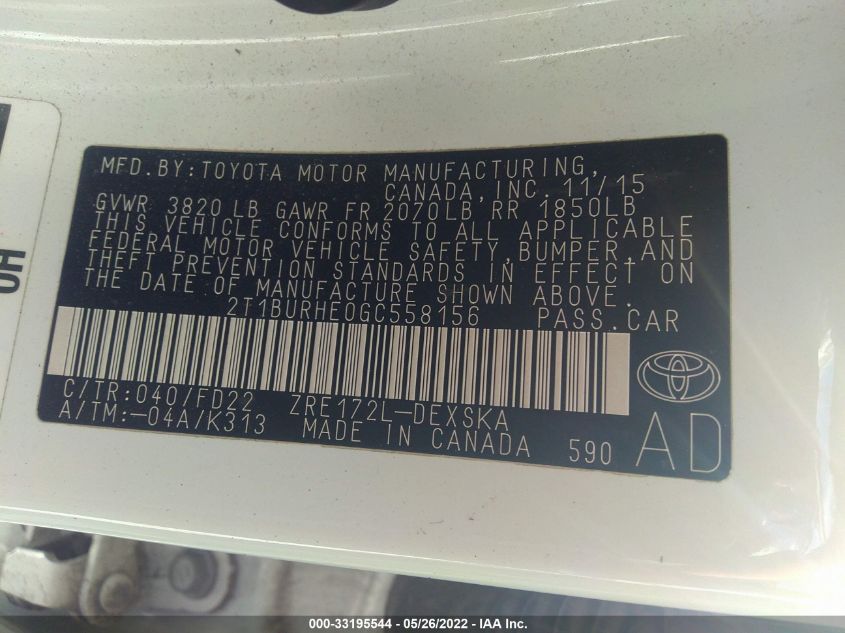 MFD.BY:TOYOTA MOTOR MANUFACTURING,
CANADA,INC. 11/15
GVWR 3820 LB GAWR FR 2070LB RR 1850LB
THIS VEHICLE CONFORMS TO ALL APPLICABLE
FEDERAL MOTOR VEHICLE SAFETY,BUMPER,AND
THEFT PREVENTION STANDARDS IN EFFECT ON
THE DATE OF MANUFACTURE SHOWN ABOVE.
2T1BURHE0GC558156 PASS.CAR
C/TR:040/FD22 ZRE172L-DEXSKA
A/TM:-04A/K313 MADE IN CANADA 590 AD
000-33195544 / 05/26/2022 - IAA Inc.